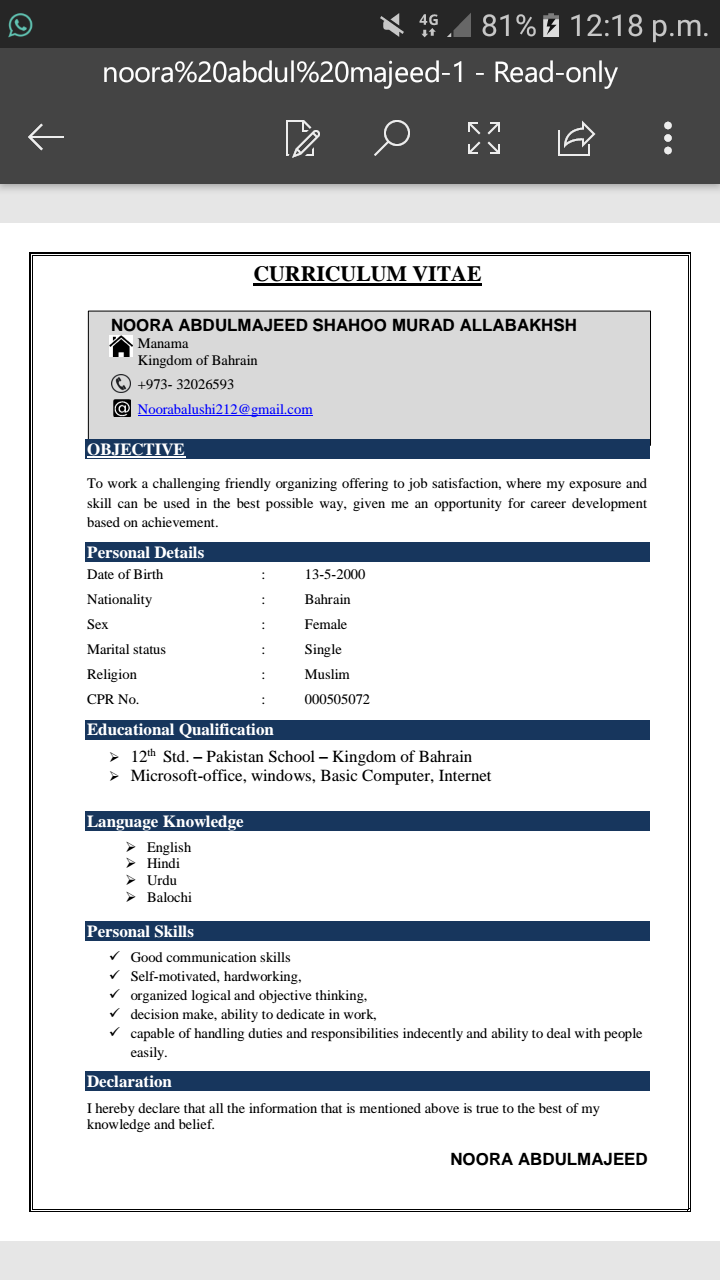 4G 81% 12:18 p.m.
noora%20abdul%20majeed-1 - Read-only
CURRICULUM VITAE
NOORA ABDULMAJEED SHAHOO MURAD ALLABAKHSH
Manama
Kingdom of Bahrain
+973- 32026593
@ Noorabalushi212@gmail.com
OBJECTIVE
To work a challenging friendly organizing offering to job satisfaction, where my exposure and
skill can be used in the best possible way, given me an opportunity for career development
based on achievement.
Personal Details
Date of Birth : 13-5-2000
Nationality : Bahrain
Sex : Female
Marital status : Single
Religion : Muslim
CPR No. : 000505072
Educational Qualification
12th Std. – Pakistan School – Kingdom of Bahrain
Microsoft-office, windows, Basic Computer, Internet
Language Knowledge
English
Hindi
Urdu
Balochi
Personal Skills
Good communication skills
Self-motivated, hardworking,
organized logical and objective thinking,
decision make, ability to dedicate in work,
capable of handling duties and responsibilities indecently and ability to deal with people
easily.
Declaration
I hereby declare that all the information that is mentioned above is true to the best of my
knowledge and belief.
NOORA ABDULMAJEED